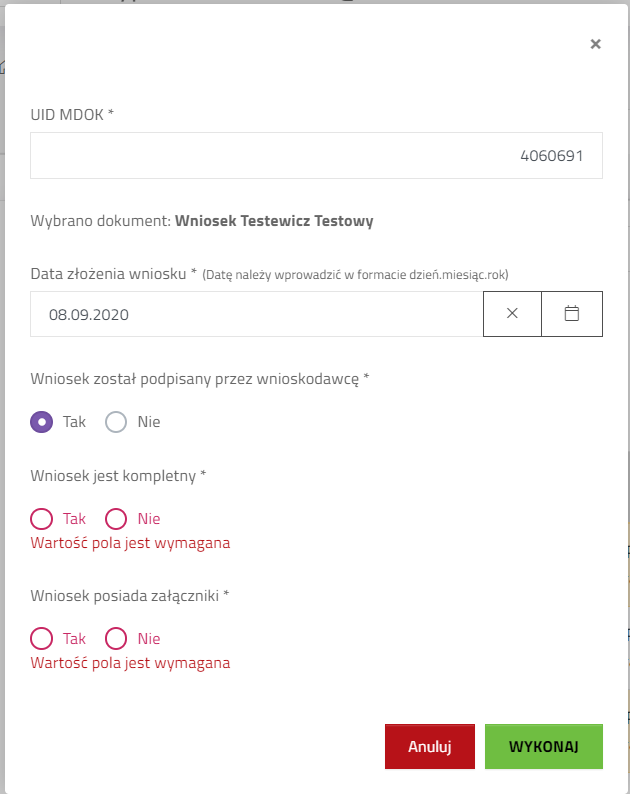 UID MDOK *
4060691
Wybrano dokument: Wniosek Testewicz Testowy
Data złożenia wniosku * (Datę należy wprowadzić w formacie dzień.miesiąc.rok)
08.09.2020
Wniosek został podpisany przez wnioskodawcę *
Tak Nie
Wniosek jest kompletny *
Tak Nie
Wartość pola jest wymagana
Wniosek posiada załączniki *
Tak Nie
Wartość pola jest wymagana
Anuluj WYKONAJ